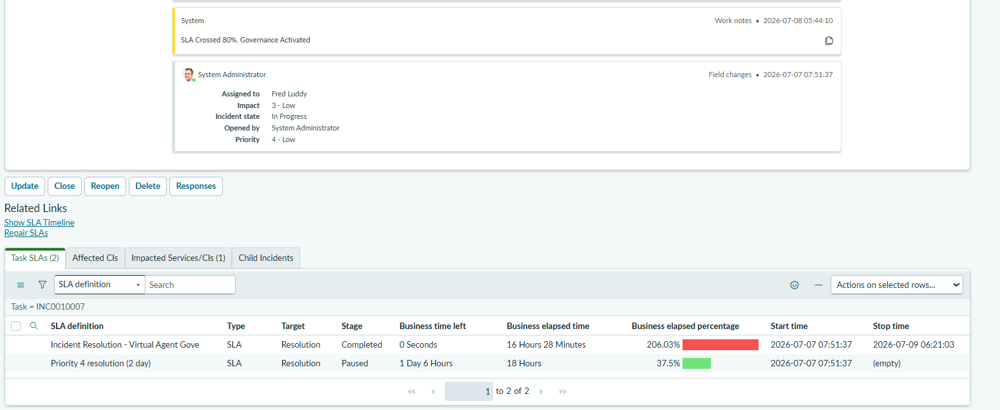 System
Work notes • 2026-07-08 05:44:10
SLA Crossed 80%, Governance Activated
System Administrator
Field changes • 2026-07-07 07:51:37
Assigned to Fred Luddy
Impact 3 - Low
Incident state In Progress
Opened by System Administrator
Priority 4 - Low
Update Close Reopen Delete Responses
Related Links
Show SLA Timeline
Repair SLAs
Task SLAs (2) Affected CIs Impacted Services/CIs (1) Child Incidents
SLA definition Search Actions on selected rows...
Task = INC0010007
SLA definition Type Target Stage Business time left Business elapsed time Business elapsed percentage Start time Stop time
Incident Resolution - Virtual Agent Gove SLA Resolution Completed 0 Seconds 16 Hours 28 Minutes 206.03% 2026-07-07 07:51:37 2026-07-09 06:21:03
Priority 4 resolution (2 day) SLA Resolution Paused 1 Day 6 Hours 18 Hours 37.5% 2026-07-07 07:51:37 (empty)
1 to 2 of 2